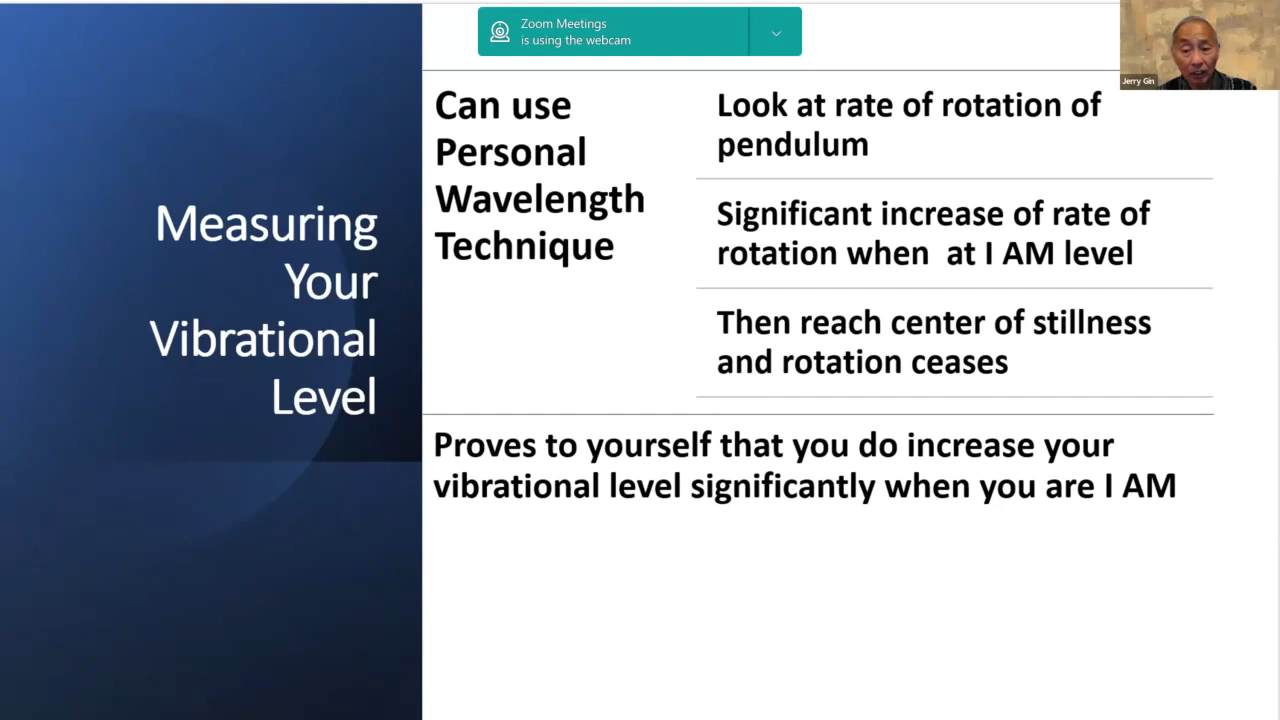 Zoom Meetings
is using the webcam
Jerry Gin
Measuring
Your
Vibrational
Level
Can use
Personal
Wavelength
Technique
Look at rate of rotation of
pendulum
Significant increase of rate of
rotation when  at I AM level
Then reach center of stillness
and rotation ceases
Proves to yourself that you do increase your
vibrational level significantly when you are I AM